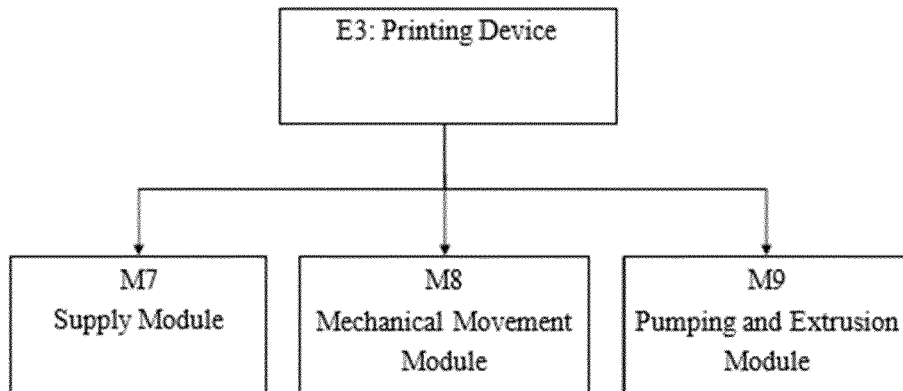 E3: Printing Device
M7
Supply Module
M8
Mechanical Movement
Module
M9
Pumping and Extrusion
Module